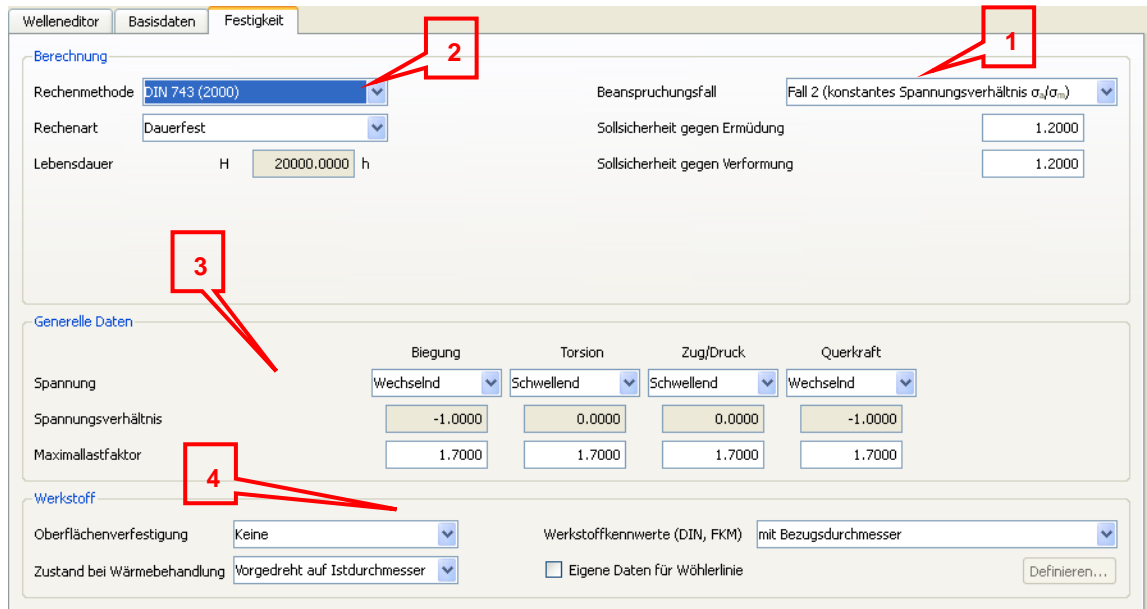 Welleneditor Basisdaten Festigkeit
1
2
Berechnung
Rechenmethode DIN 743 (2000) Beanspruchungsfall Fall 2 (konstantes Spannungsverhältnis σₐ/σₘ)
Rechenart Dauerfest Sollsicherheit gegen Ermüdung 1.2000
Lebensdauer H 20000.0000 h Sollsicherheit gegen Verformung 1.2000
3
Generelle Daten
Biegung Torsion Zug/Druck Querkraft
Spannung Wechselnd Schwellend Schwellend Wechselnd
Spannungsverhältnis -1.0000 0.0000 0.0000 -1.0000
Maximallastfaktor 1.7000 1.7000 1.7000 1.7000
4
Werkstoff
Oberflächenverfestigung Keine Werkstoffkennwerte (DIN, FKM) mit Bezugsdurchmesser
Zustand bei Wärmebehandlung Vorgedreht auf Istdurchmesser Eigene Daten für Wöhlerlinie Definieren...